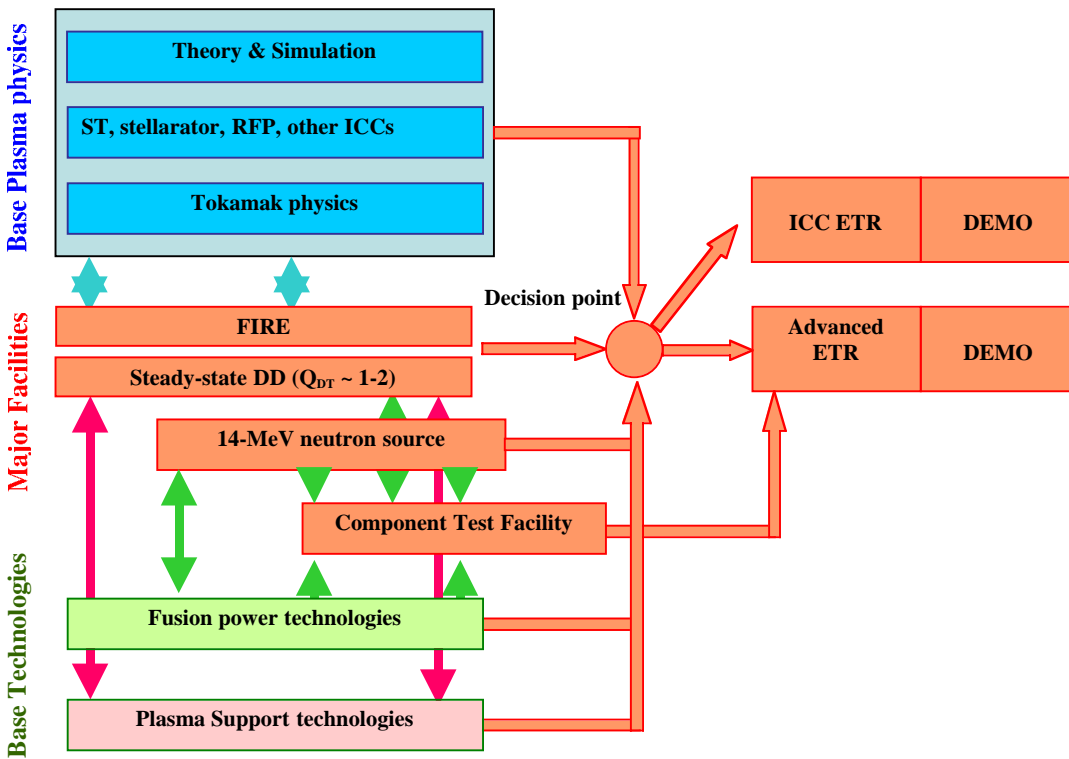 Base Plasma physics
Theory & Simulation
ST, stellarator, RFP, other ICCs
Tokamak physics
ICC ETR
DEMO
Decision point
Major Facilities
FIRE
Steady-state DD (QDT ~ 1-2)
Advanced
ETR
DEMO
14-MeV neutron source
Component Test Facility
Base Technologies
Fusion power technologies
Plasma Support technologies